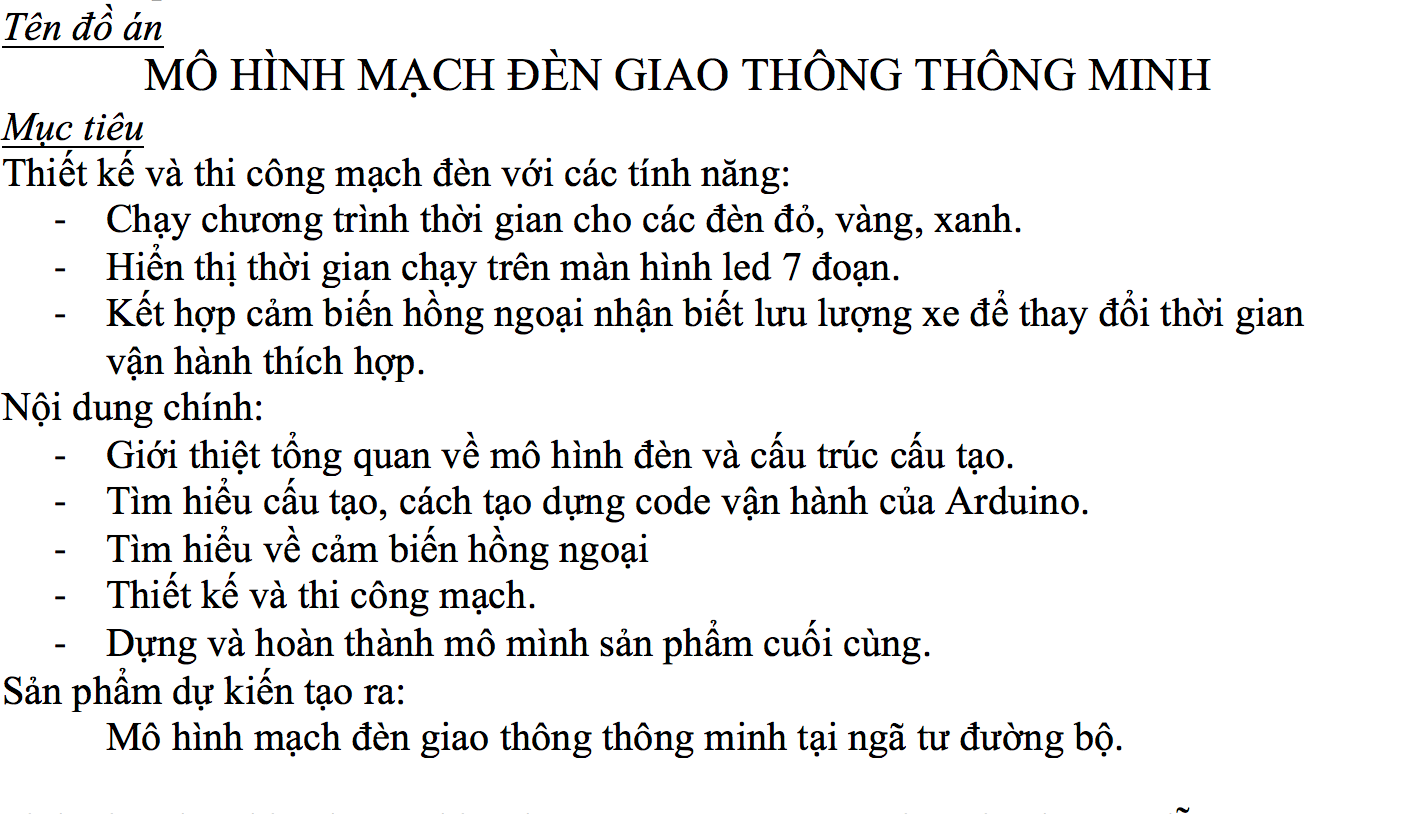 Tên đồ án
MÔ HÌNH MẠCH ĐÈN GIAO THÔNG THÔNG MINH
Mục tiêu
Thiết kế và thi công mạch đèn với các tính năng:
- Chạy chương trình thời gian cho các đèn đỏ, vàng, xanh.
- Hiển thị thời gian chạy trên màn hình led 7 đoạn.
- Kết hợp cảm biến hồng ngoại nhận biết lưu lượng xe để thay đổi thời gian
vận hành thích hợp.
Nội dung chính:
- Giới thiệt tổng quan về mô hình đèn và cấu trúc cấu tạo.
- Tìm hiểu cấu tạo, cách tạo dựng code vận hành của Arduino.
- Tìm hiểu về cảm biến hồng ngoại
- Thiết kế và thi công mạch.
- Dựng và hoàn thành mô mình sản phẩm cuối cùng.
Sản phẩm dự kiến tạo ra:
Mô hình mạch đèn giao thông thông minh tại ngã tư đường bộ.